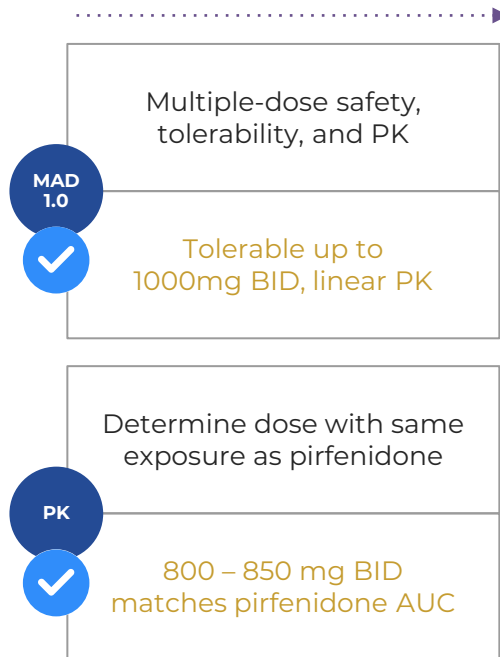 Multiple-dose safety,
tolerability, and PK
MAD
1.0
Tolerable up to
1000mg BID, linear PK
Determine dose with same
exposure as pirfenidone
PK
800 – 850 mg BID
matches pirfenidone AUC